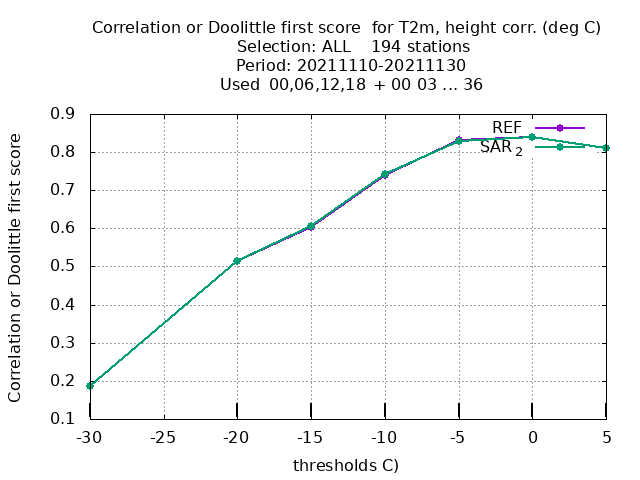 Correlation or Doolittle first score  for T2m, height corr. (deg C)
Selection: ALL    194 stations
Period: 20211110-20211130
Used  00,06,12,18  + 00 03 ... 36
Correlation or Doolittle first score
0.9
0.8
0.7
0.6
0.5
0.4
0.3
0.2
0.1
REF
SAR 2
-30 -25 -20 -15 -10 -5 0 5
thresholds C)